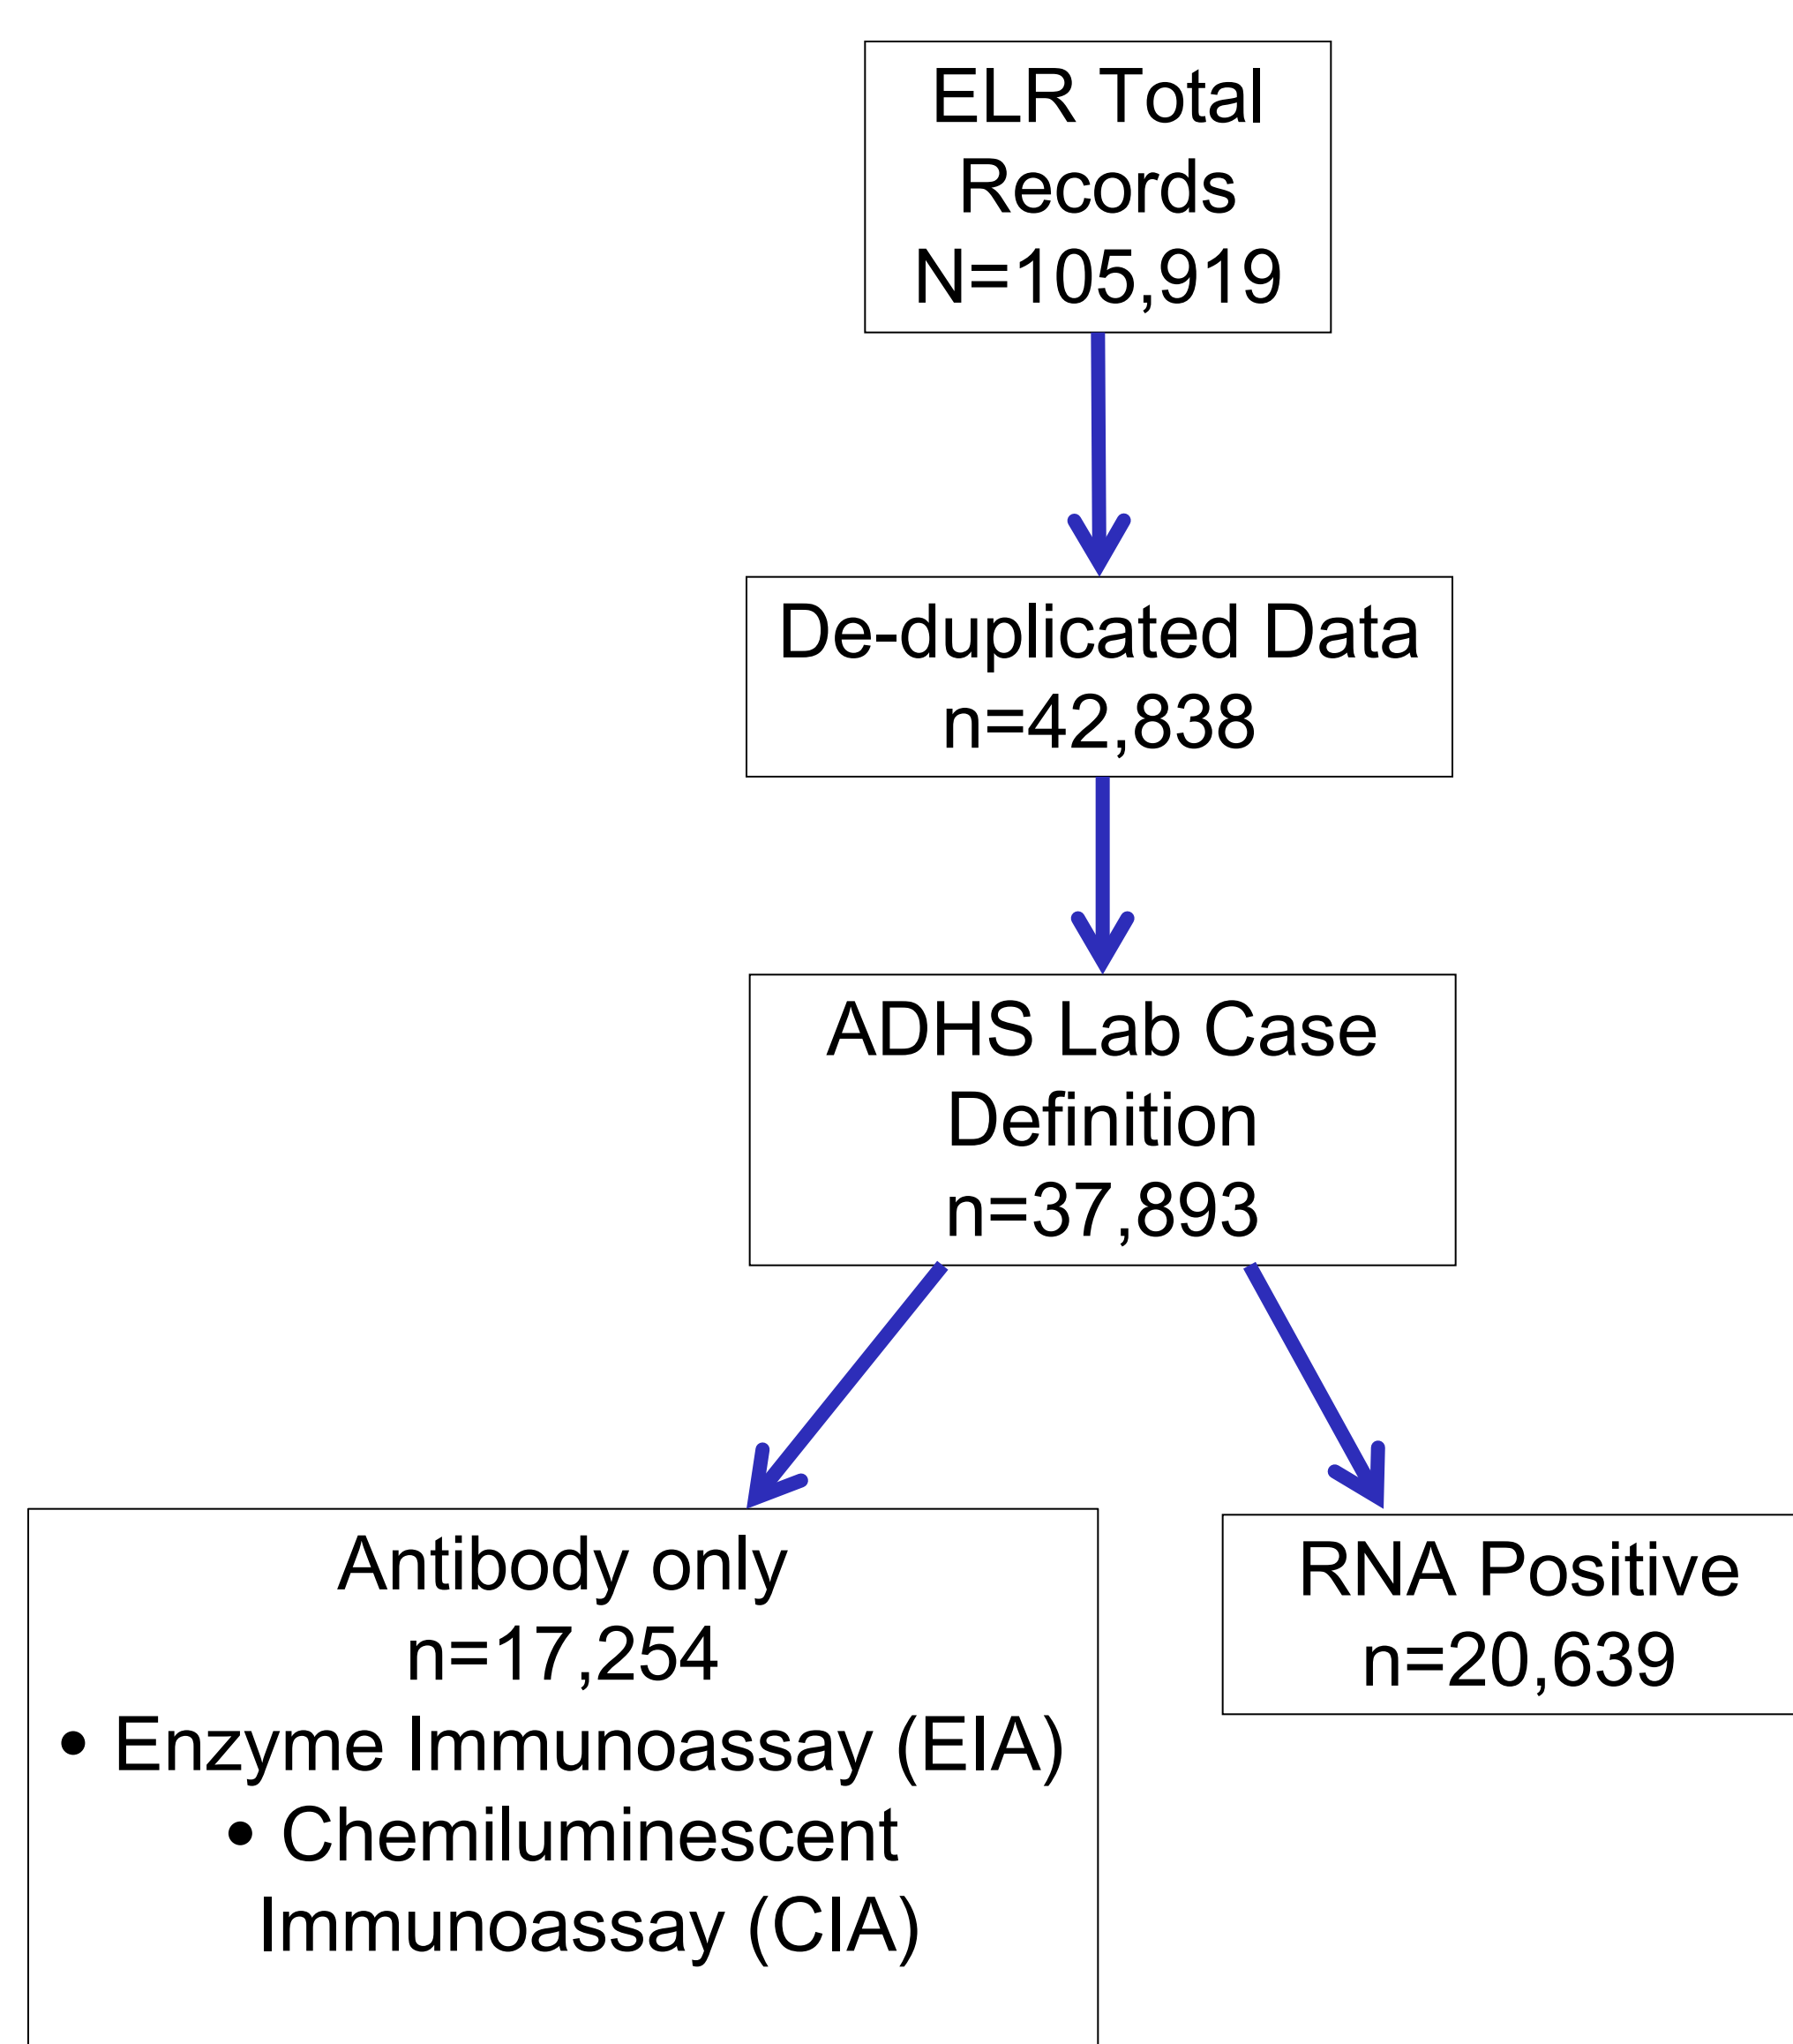 ELR Total
Records
N=105,919
De-duplicated Data
n=42,838
ADHS Lab Case
Definition
n=37,893
Antibody only
n=17,254
• Enzyme Immunoassay (EIA)
• Chemiluminescent
Immunoassay (CIA)
RNA Positive
n=20,639